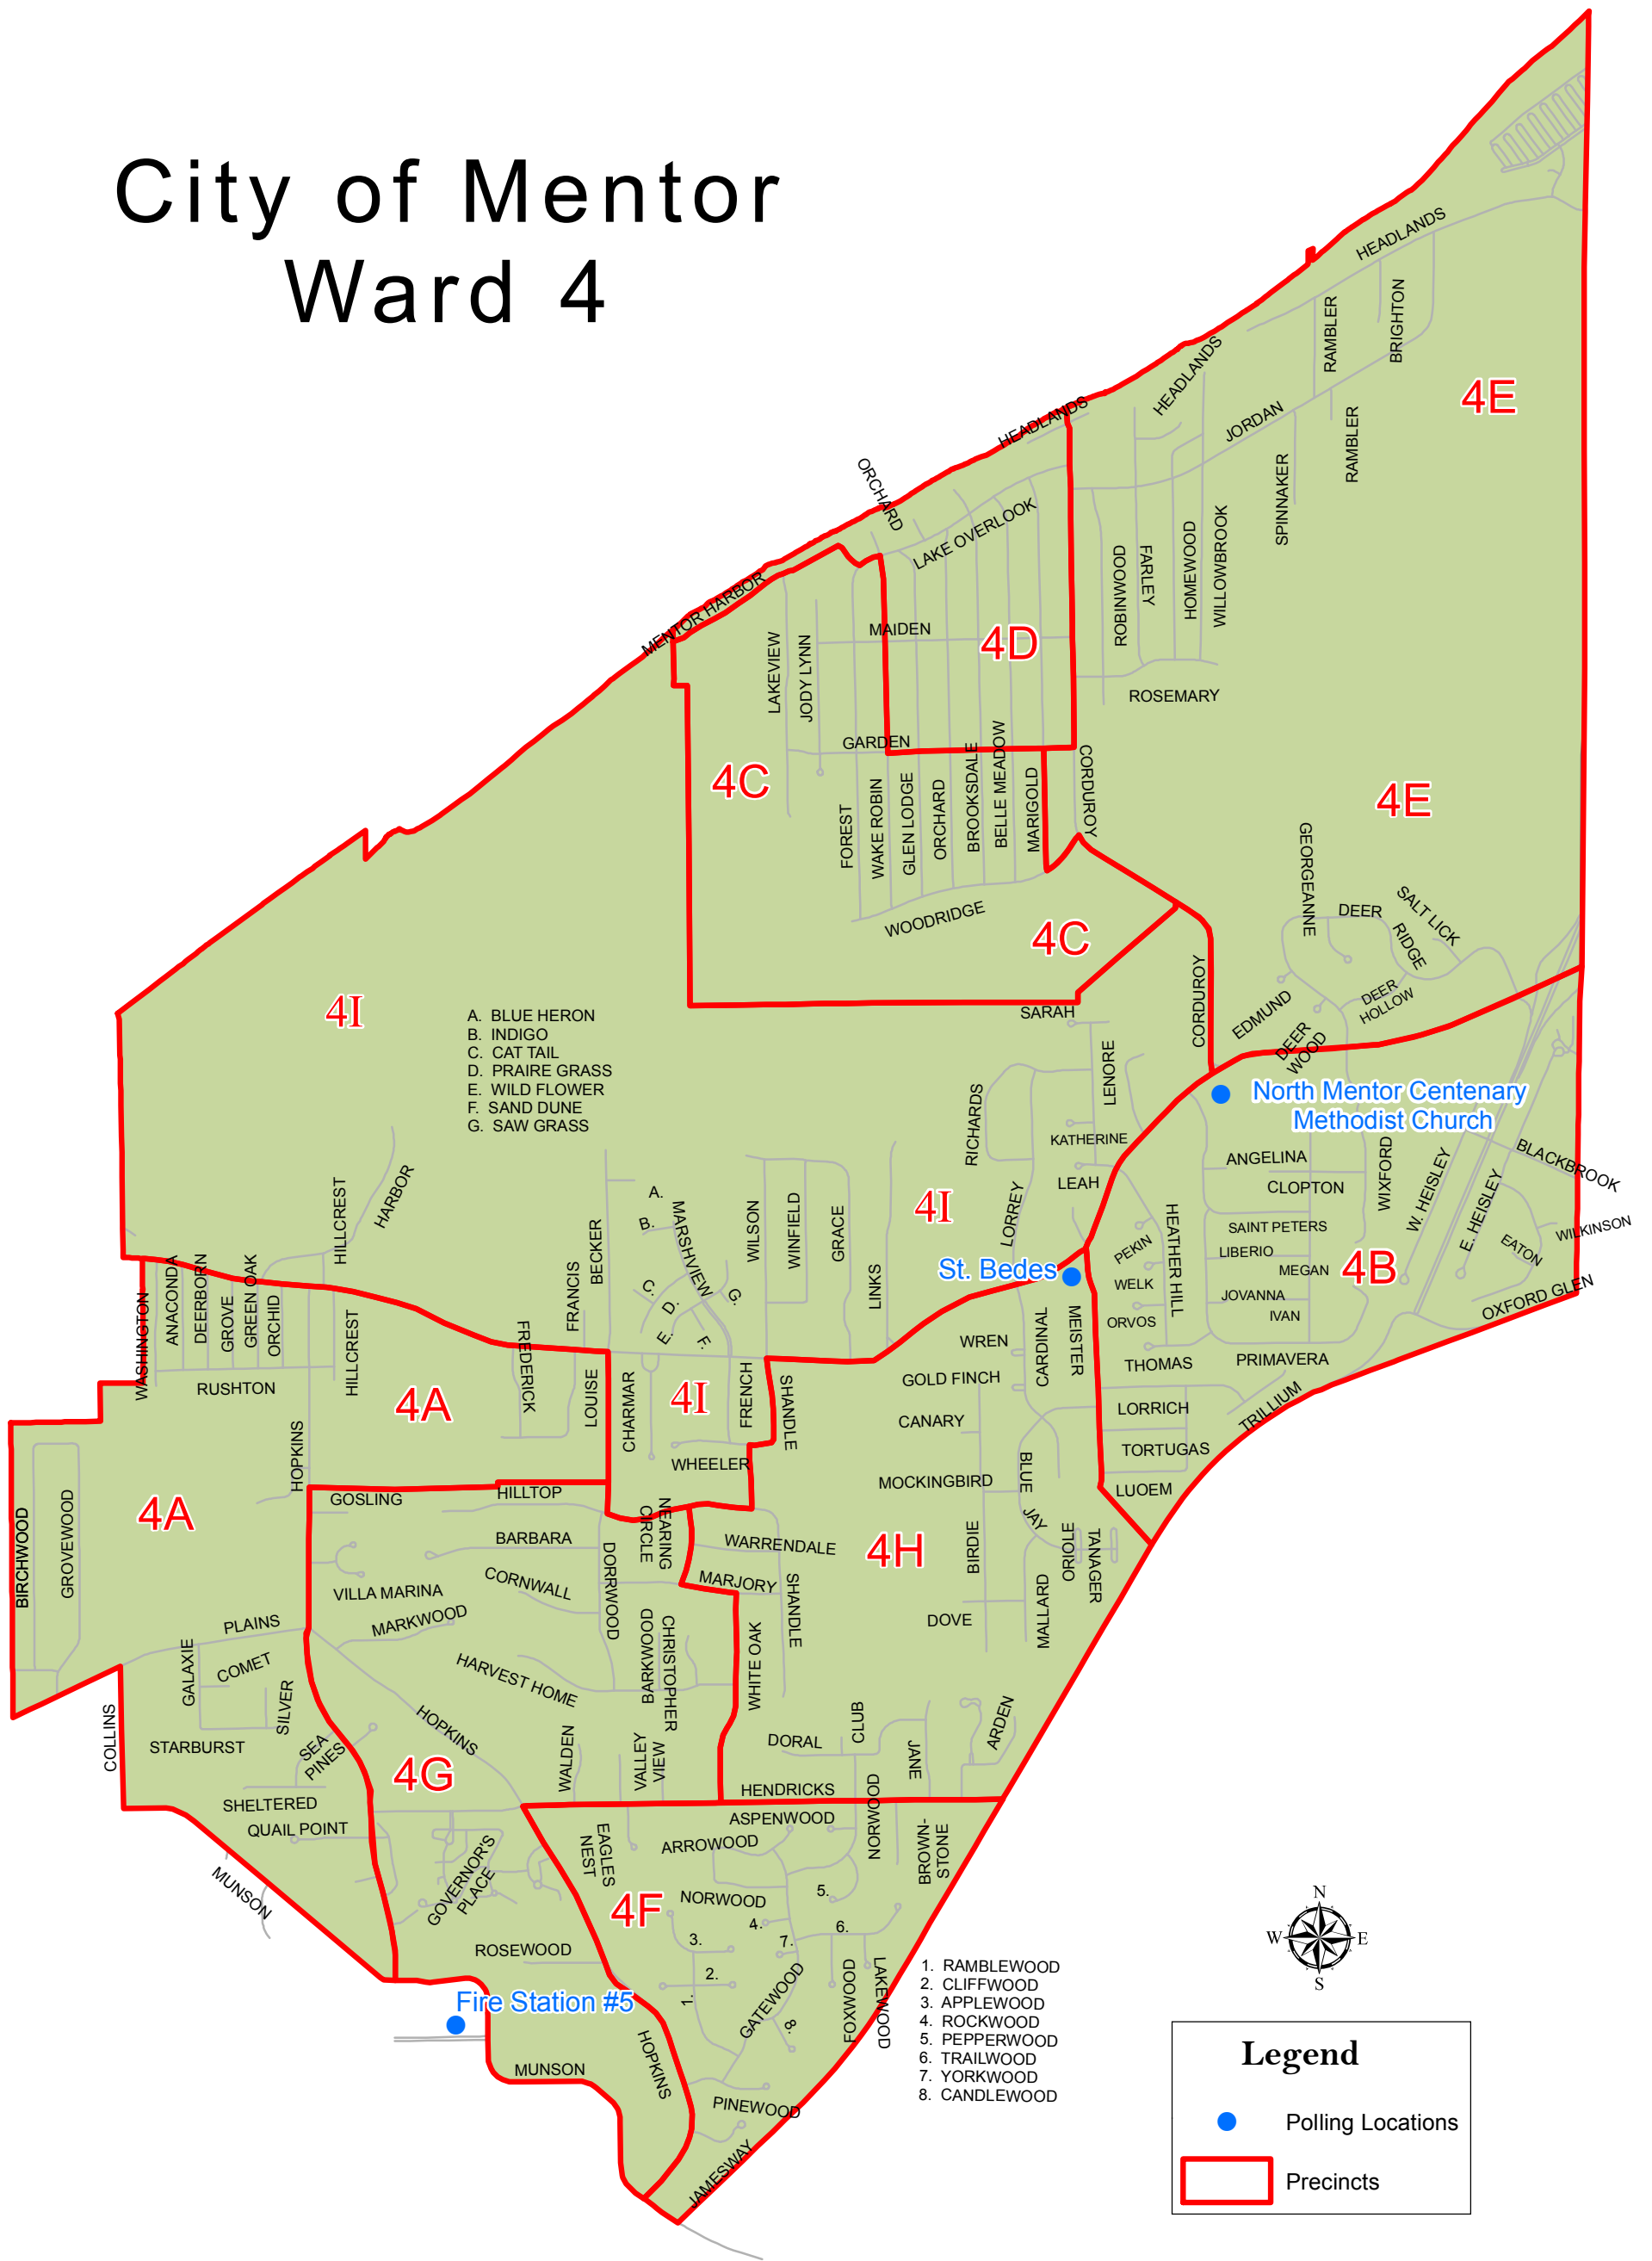 City of Mentor
Ward 4
HEADLANDS
RAMBLER
BRIGHTON
4E
HEADLANDS
HEADLANDS
JORDAN
RAMBLER
SPINNAKER
ORCHARD
LAKE OVERLOOK
ROBINWOOD
FARLEY
HOMEWOOD
WILLOWBROOK
MENTOR HARBOR
MAIDEN
4D
LAKEVIEW
JODY LYNN
ROSEMARY
GARDEN
4C
FOREST
WAKE ROBIN
GLEN LODGE
ORCHARD
BROOKSDALE
BELLE MEADOW
MARIGOLD
CORDUROY
4E
GEORGEANNE
DEER
RIDGE
SALT LICK
WOODRIDGE
4C
CORDUROY
EDMUND
DEER
HOLLOW
DEER
WOOD
4I
A. BLUE HERON
B. INDIGO
C. CAT TAIL
D. PRAIRE GRASS
E. WILD FLOWER
F. SAND DUNE
G. SAW GRASS
SARAH
LENORE
RICHARDS
KATHERINE
LEAH
LORREY
North Mentor Centenary
Methodist Church
ANGELINA
CLOPTON
WIXFORD
W. HEISLEY
E. HEISLEY
BLACKBROOK
WILKINSON
EATON
OXFORD GLEN
SAINT PETERS
LIBERIO
MEGAN
4B
JOVANNA
IVAN
PRIMAVERA
HEATHER HILL
PEKIN
WELK
ORVOS
THOMAS
LORRICH
TORTUGAS
LUOEM
TRILLIUM
HARBOR
HILLCREST
BECKER
FRANCIS
A.
B.
MARSHVIEW
C.
D.
E.
F.
G.
WILSON
WINFIELD
GRACE
LINKS
4I
St. Bedes
WASHINGTON
ANACONDA
DEERBORN
GROVE
GREEN OAK
ORCHID
HILLCREST
RUSHTON
4A
FREDERICK
LOUISE
CHARMAR
4I
FRENCH
SHANDLE
WHEELER
WREN
CARDINAL
MEISTER
GOLD FINCH
CANARY
MOCKINGBIRD
BLUE
JAY
BIRDIE
4H
ORIOLE
TANAGER
MALLARD
DOVE
HOPKINS
BIRCHWOOD
GROVEWOOD
4A
GOSLING
HILLTOP
BARBARA
CORNWALL
VILLA MARINA
MARKWOOD
DORRWOOD
NEARING
CIRCLE
WARRENDALE
MARJORY
SHANDLE
WHITE OAK
BARKWOOD
CHRISTOPHER
HARVEST HOME
PLAINS
GALAXIE
COMET
SILVER
STARBURST
SEA
PINES
COLLINS
SHELTERED
QUAIL POINT
MUNSON
HOPKINS
4G
WALDEN
VALLEY
VIEW
DORAL
CLUB
JANE
ARDEN
HENDRICKS
ASPENWOOD
ARROWOOD
NORWOOD
BROWN-
STONE
EAGLES
NEST
GOVERNOR'S
PLACE
4F
NORWOOD
5.
4.
6.
7.
3.
2.
1.
8.
GATEWOOD
FOXWOOD
LAKEWOOD
ROSEWOOD
Fire Station #5
MUNSON
HOPKINS
PINEWOOD
JAMESWAY
1. RAMBLEWOOD
2. CLIFFWOOD
3. APPLEWOOD
4. ROCKWOOD
5. PEPPERWOOD
6. TRAILWOOD
7. YORKWOOD
8. CANDLEWOOD
N
W
E
S
Legend
Polling Locations
Precincts